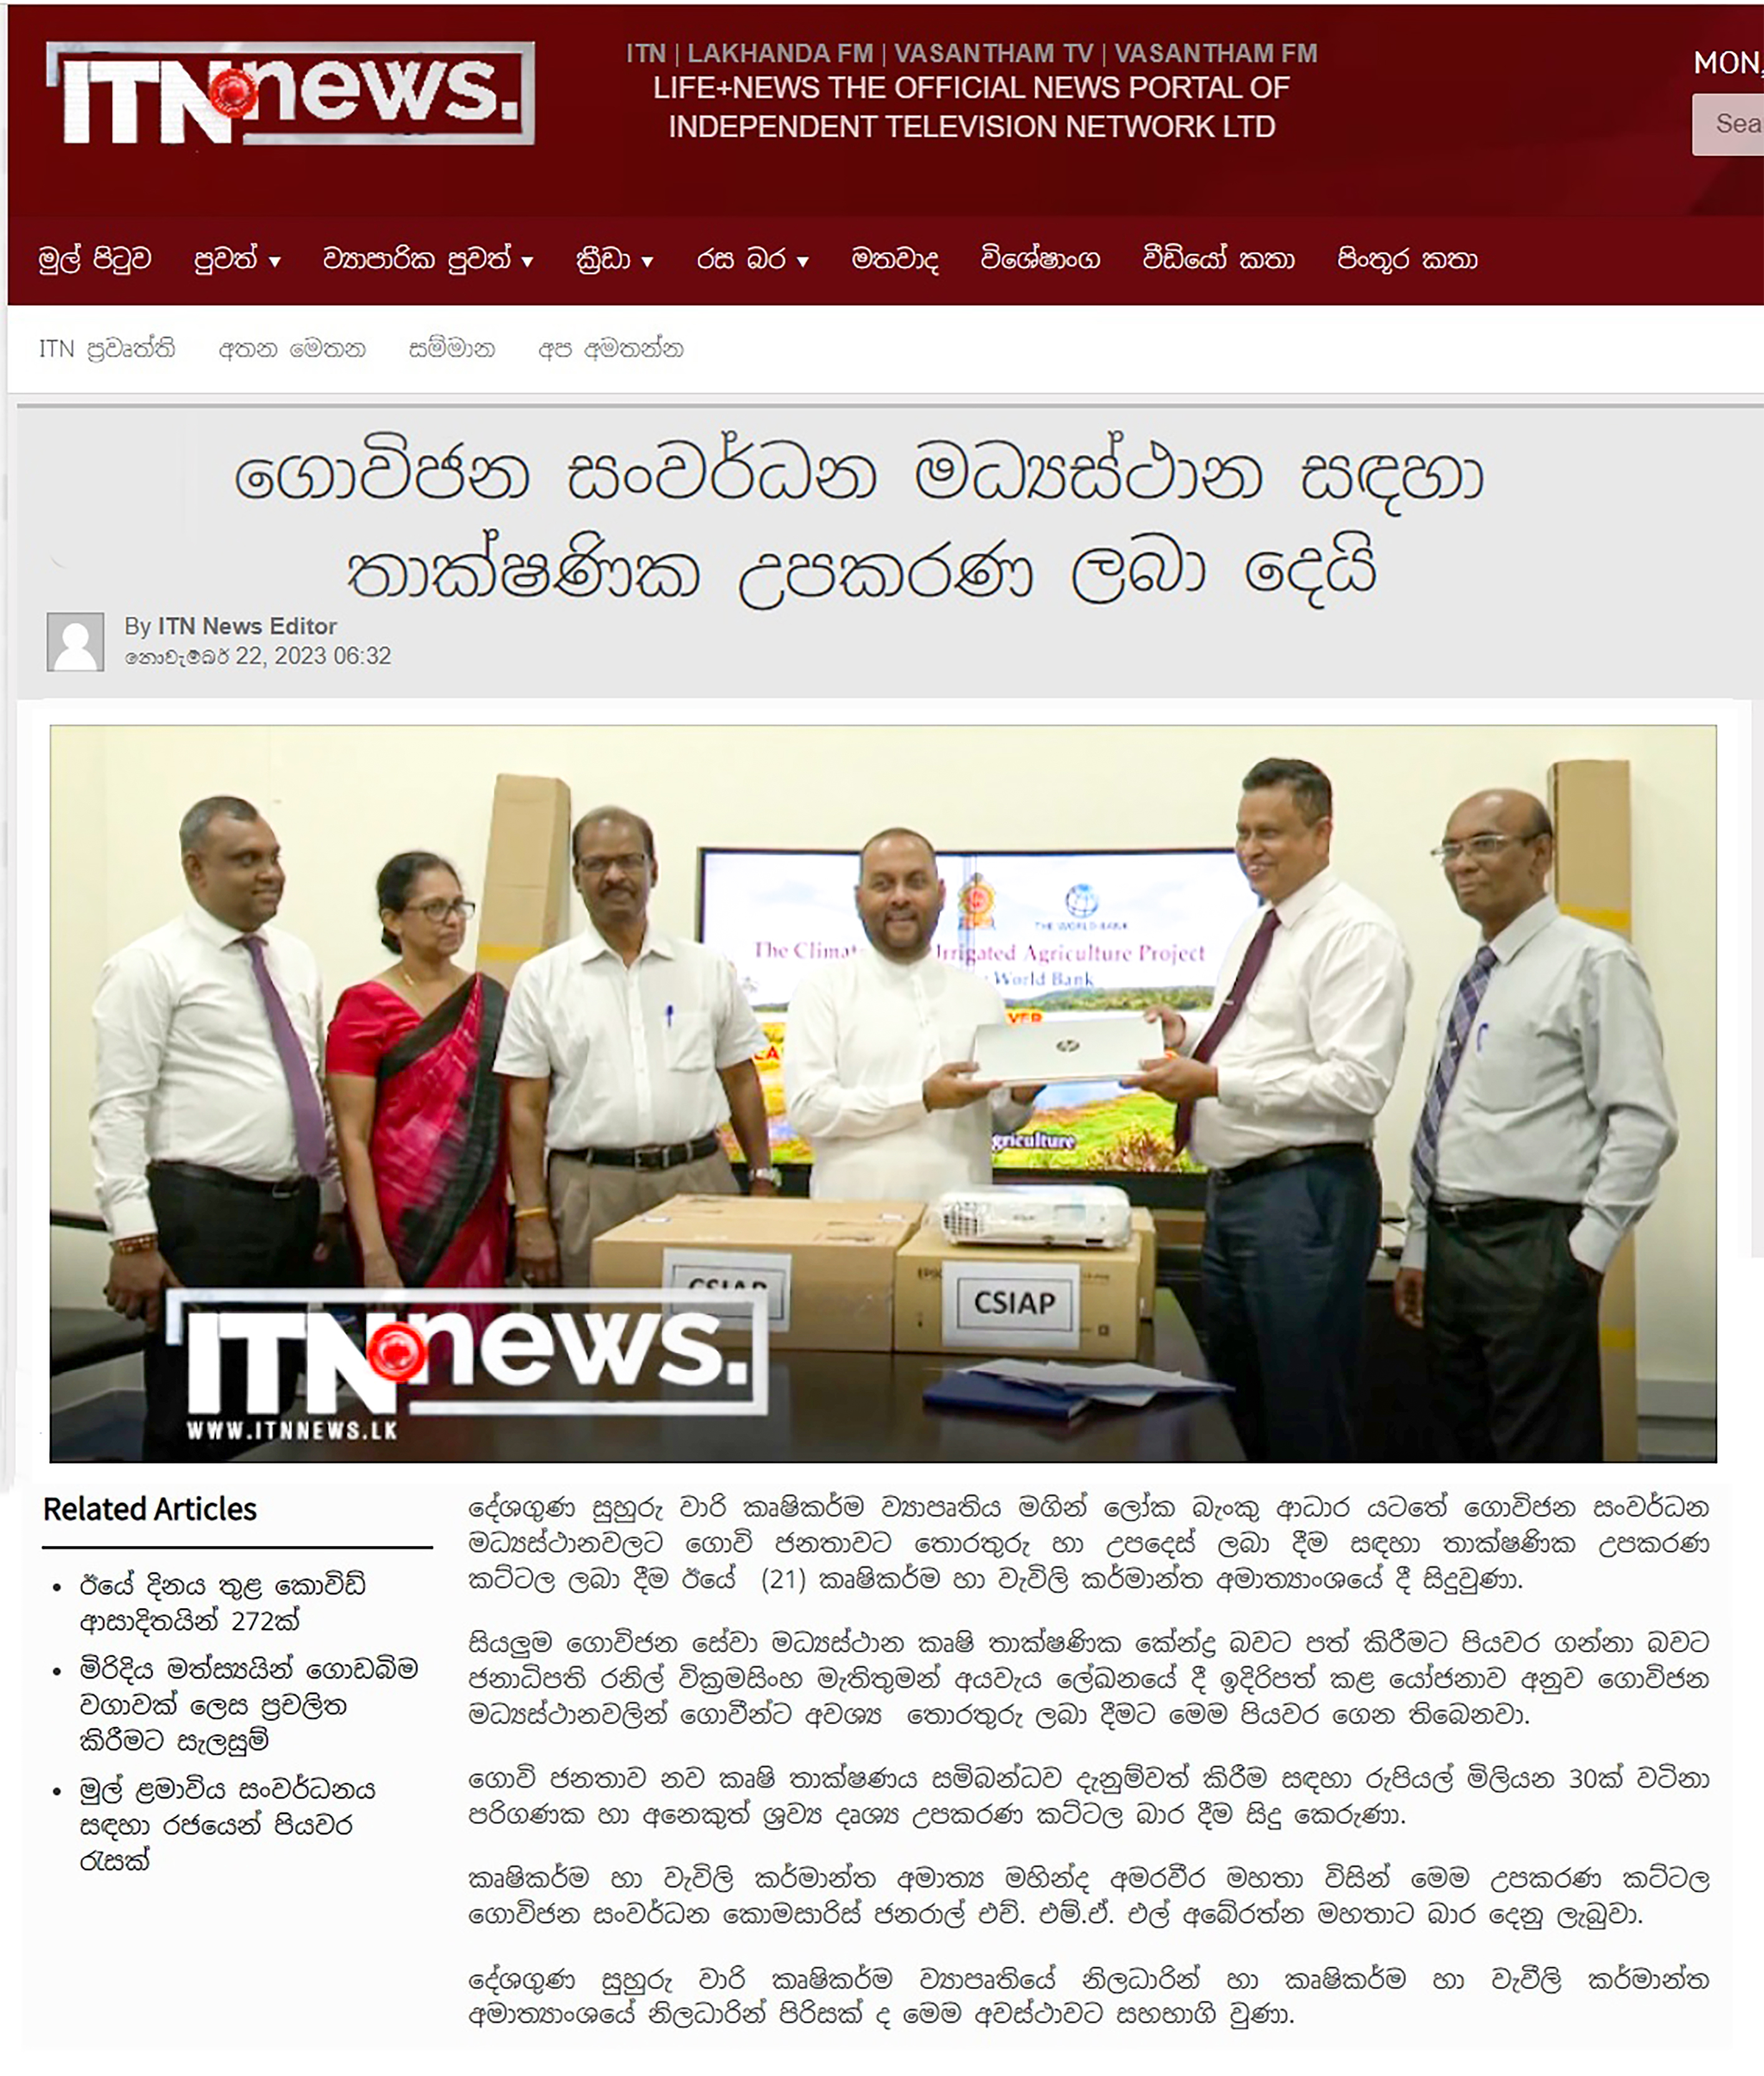 ITN news.
ITN | LAKHANDA FM | VASANTHAM TV | VASANTHAM FM
LIFE+NEWS THE OFFICIAL NEWS PORTAL OF
INDEPENDENT TELEVISION NETWORK LTD
MON,
Sea
මුල් පිටුව පුවත් ▾ ව්‍යාපාරික පුවත් ▾ ක්‍රීඩා ▾ රස බර ▾ මතවාද විශේෂාංග වීඩියෝ කතා පිංතූර කතා
ITN ප්‍රවෘත්ති අතන මෙතන සම්මාන අප අමතන්න
ගොවිජන සංවර්ධන මධ්‍යස්ථාන සඳහා
තාක්ෂණික උපකරණ ලබා දෙයි
By ITN News Editor
නොවැම්බර් 22, 2023 06:32
THE WORLD BANK
The Climat Irrigated Agriculture Project
World Bank
VER
CA
griculture
hp
CSIAP
EPSO
CSIAP
ITN news.
WWW.ITNNEWS.LK
Related Articles
• ඊයේ දිනය තුළ කොවිඩ්
ආසාදිතයින් 272ක්
• මිරිදිය මත්ස්‍යයින් ගොඩබිම
වගාවක් ලෙස ප්‍රචලිත
කිරීමට සැලසුම්
• මුල් ළමාවිය සංවර්ධනය
සඳහා රජයෙන් පියවර
රැසක්
දේශගුණ සුහුරු වාරි කෘෂිකර්ම ව්‍යාපෘතිය මගින් ලෝක බැංකු ආධාර යටතේ ගොවිජන සංවර්ධන
මධ්‍යස්ථානවලට ගොවි ජනතාවට තොරතුරු හා උපදෙස් ලබා දීම සඳහා තාක්ෂණික උපකරණ
කට්ටල ලබා දීම ඊයේ (21) කෘෂිකර්ම හා වැවිලි කර්මාන්ත අමාත්‍යාංශයේ දී සිදුවුණා.
සියලුම ගොවිජන සේවා මධ්‍යස්ථාන කෘෂි තාක්ෂණික කේන්ද්‍ර බවට පත් කිරීමට පියවර ගන්නා බවට
ජනාධිපති රනිල් වික්‍රමසිංහ මැතිතුමන් අයවැය ලේඛනයේ දී ඉදිරිපත් කළ යෝජනාව අනුව ගොවිජන
මධ්‍යස්ථානවලින් ගොවීන්ට අවශ්‍ය තොරතුරු ලබා දීමට මෙම පියවර ගෙන තිබෙනවා.
ගොවි ජනතාව නව කෘෂි තාක්ෂණය සමිබන්ධව දැනුම්වත් කිරීම සඳහා රුපියල් මිලියන 30ක් වටිනා
පරිගණක හා අනෙකුත් ශ්‍රව්‍ය දෘශ්‍ය උපකරණ කට්ටල බාර දීම සිදු කෙරුණා.
කෘෂිකර්ම හා වැවිලි කර්මාන්ත අමාත්‍ය මහින්ද අමරවීර මහතා විසින් මෙම උපකරණ කට්ටල
ගොවිජන සංවර්ධන කොමසාරිස් ජනරාල් එච්. එම්.ඒ. එල් අබේරත්න මහතාට බාර දෙනු ලැබුවා.
දේශගුණ සුහුරු වාරි කෘෂිකර්ම ව්‍යාපෘතියේ නිලධාරින් හා කෘෂිකර්ම හා වැවීලි කර්මාන්ත
අමාත්‍යාංශයේ නිලධාරින් පිරිසක් ද මෙම අවස්ථාවට සහභාගි වුණා.